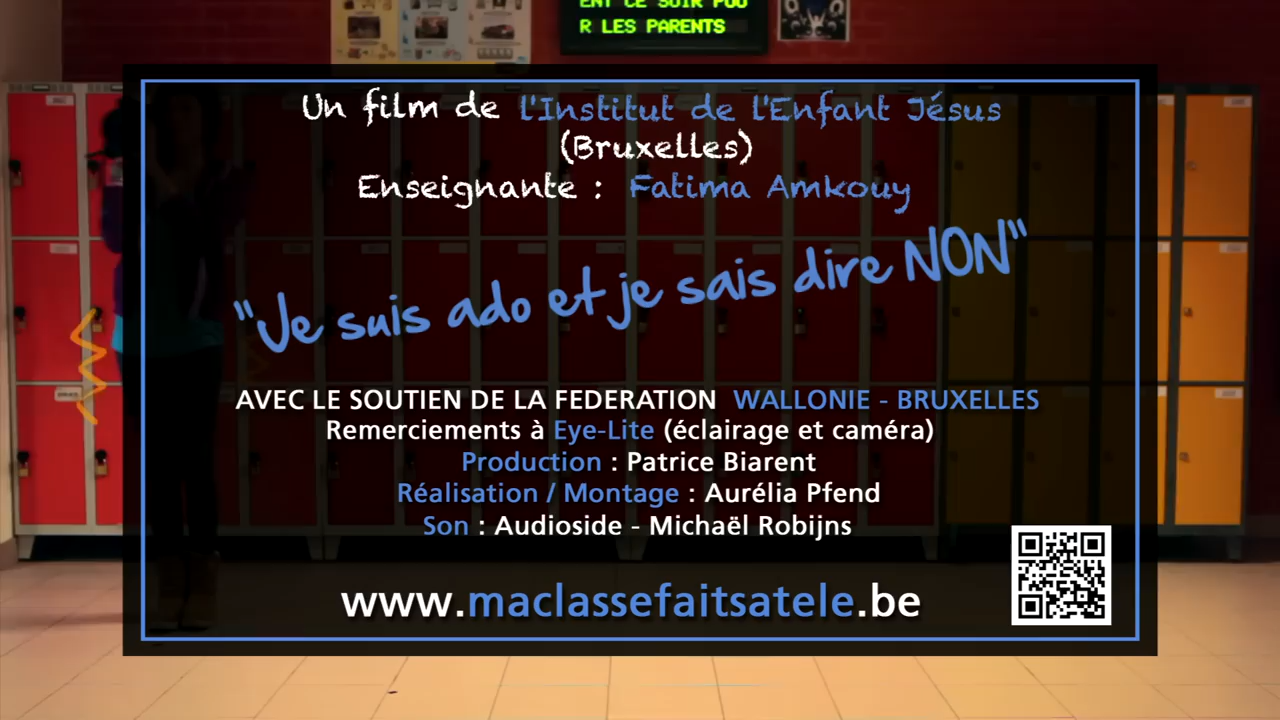 ENT CE SOIR POU
R LES PARENTS
Un film de l'Institut de l'Enfant Jésus
(Bruxelles)
Enseignante : Fatima Amkouy
"Je suis ado et je sais dire NON"
AVEC LE SOUTIEN DE LA FEDERATION WALLONIE - BRUXELLES
Remerciements à Eye-Lite (éclairage et caméra)
Production : Patrice Biarent
Réalisation / Montage : Aurélia Pfend
Son : Audioside - Michaël Robijns
www.maclassefaitsatele.be